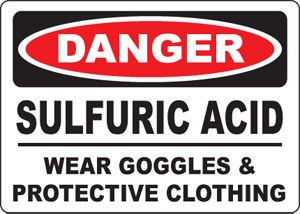 DANGER
SULFURIC ACID
WEAR GOGGLES &
PROTECTIVE CLOTHING